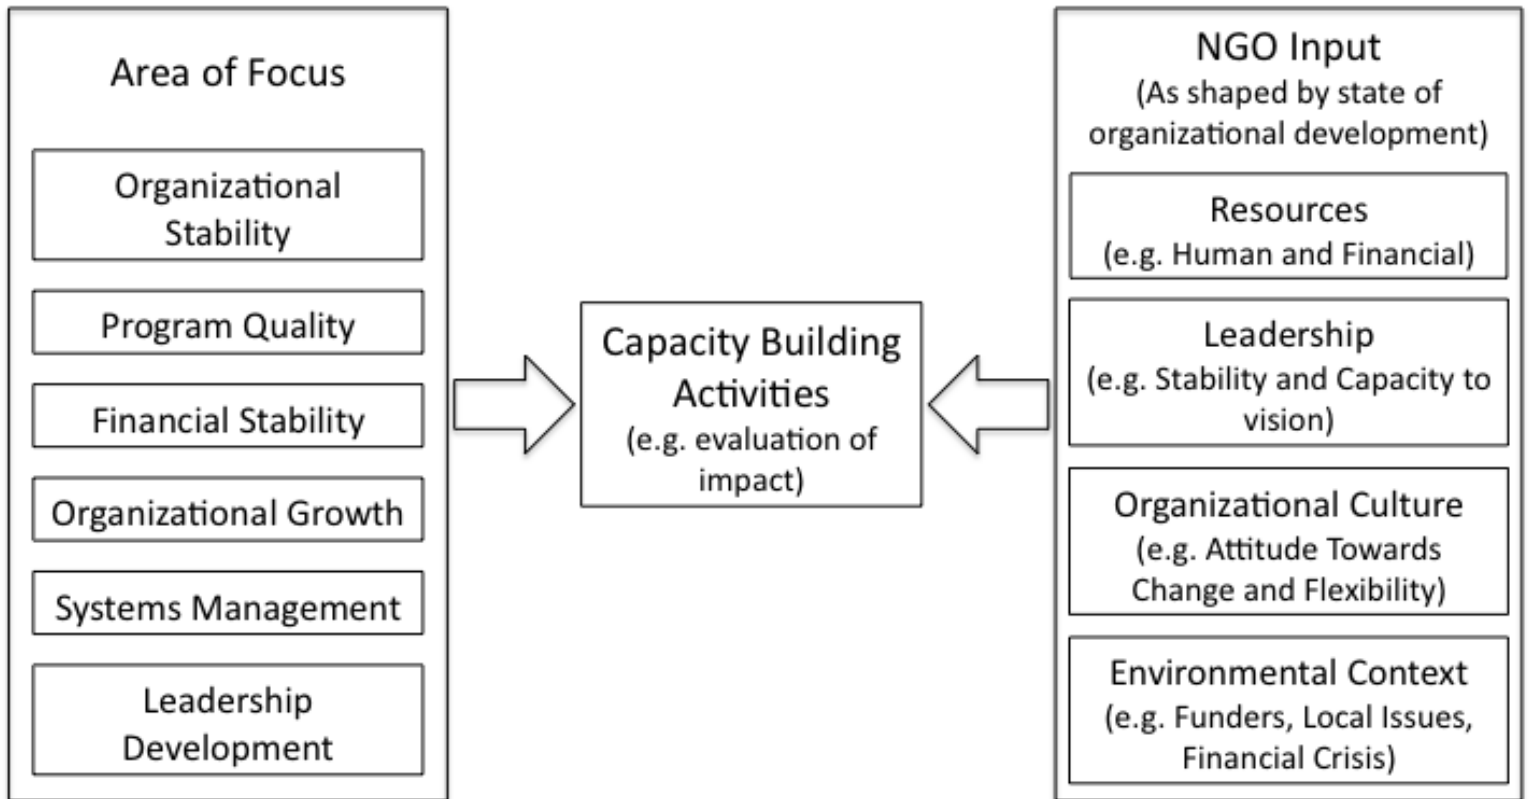 Area of Focus
Organizational
Stability
Program Quality
Financial Stability
Organizational Growth
Systems Management
Leadership
Development
Capacity Building
Activities
(e.g. evaluation of
impact)
NGO Input
(As shaped by state of
organizational development)
Resources
(e.g. Human and Financial)
Leadership
(e.g. Stability and Capacity to
vision)
Organizational Culture
(e.g. Attitude Towards
Change and Flexibility)
Environmental Context
(e.g. Funders, Local Issues,
Financial Crisis)